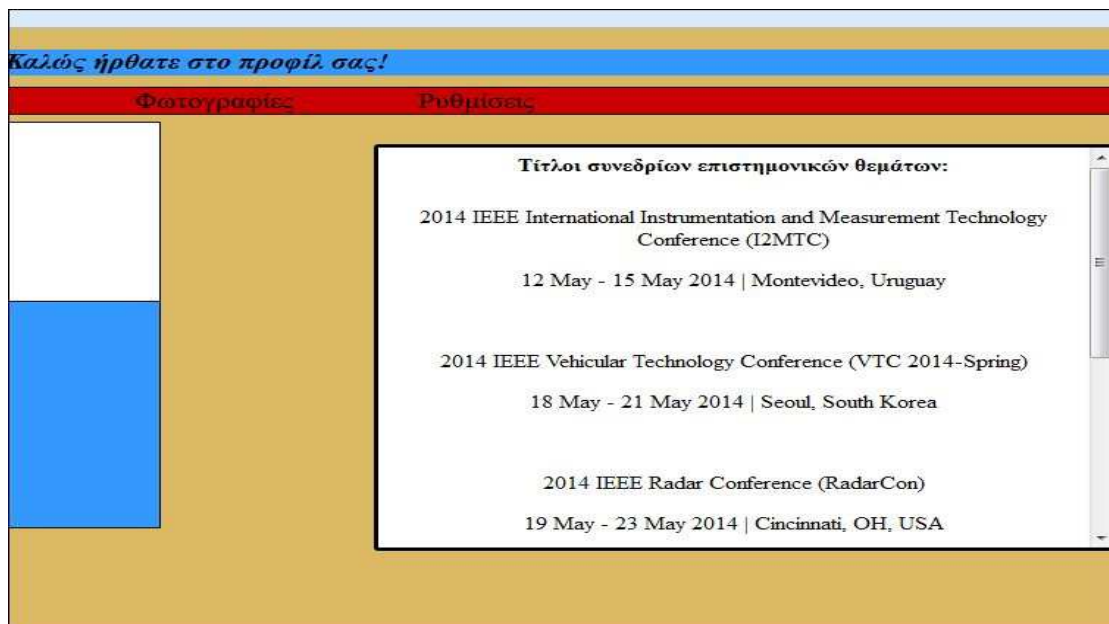 Καλώς ήρθατε στο προφίλ σας!
Φωτογραφίες Ρυθμίσεις
Τίτλοι συνεδρίων επιστημονικών θεμάτων:
2014 IEEE International Instrumentation and Measurement Technology
Conference (I2MTC)
12 May - 15 May 2014 | Montevideo, Uruguay
2014 IEEE Vehicular Technology Conference (VTC 2014-Spring)
18 May - 21 May 2014 | Seoul, South Korea
2014 IEEE Radar Conference (RadarCon)
19 May - 23 May 2014 | Cincinnati, OH, USA